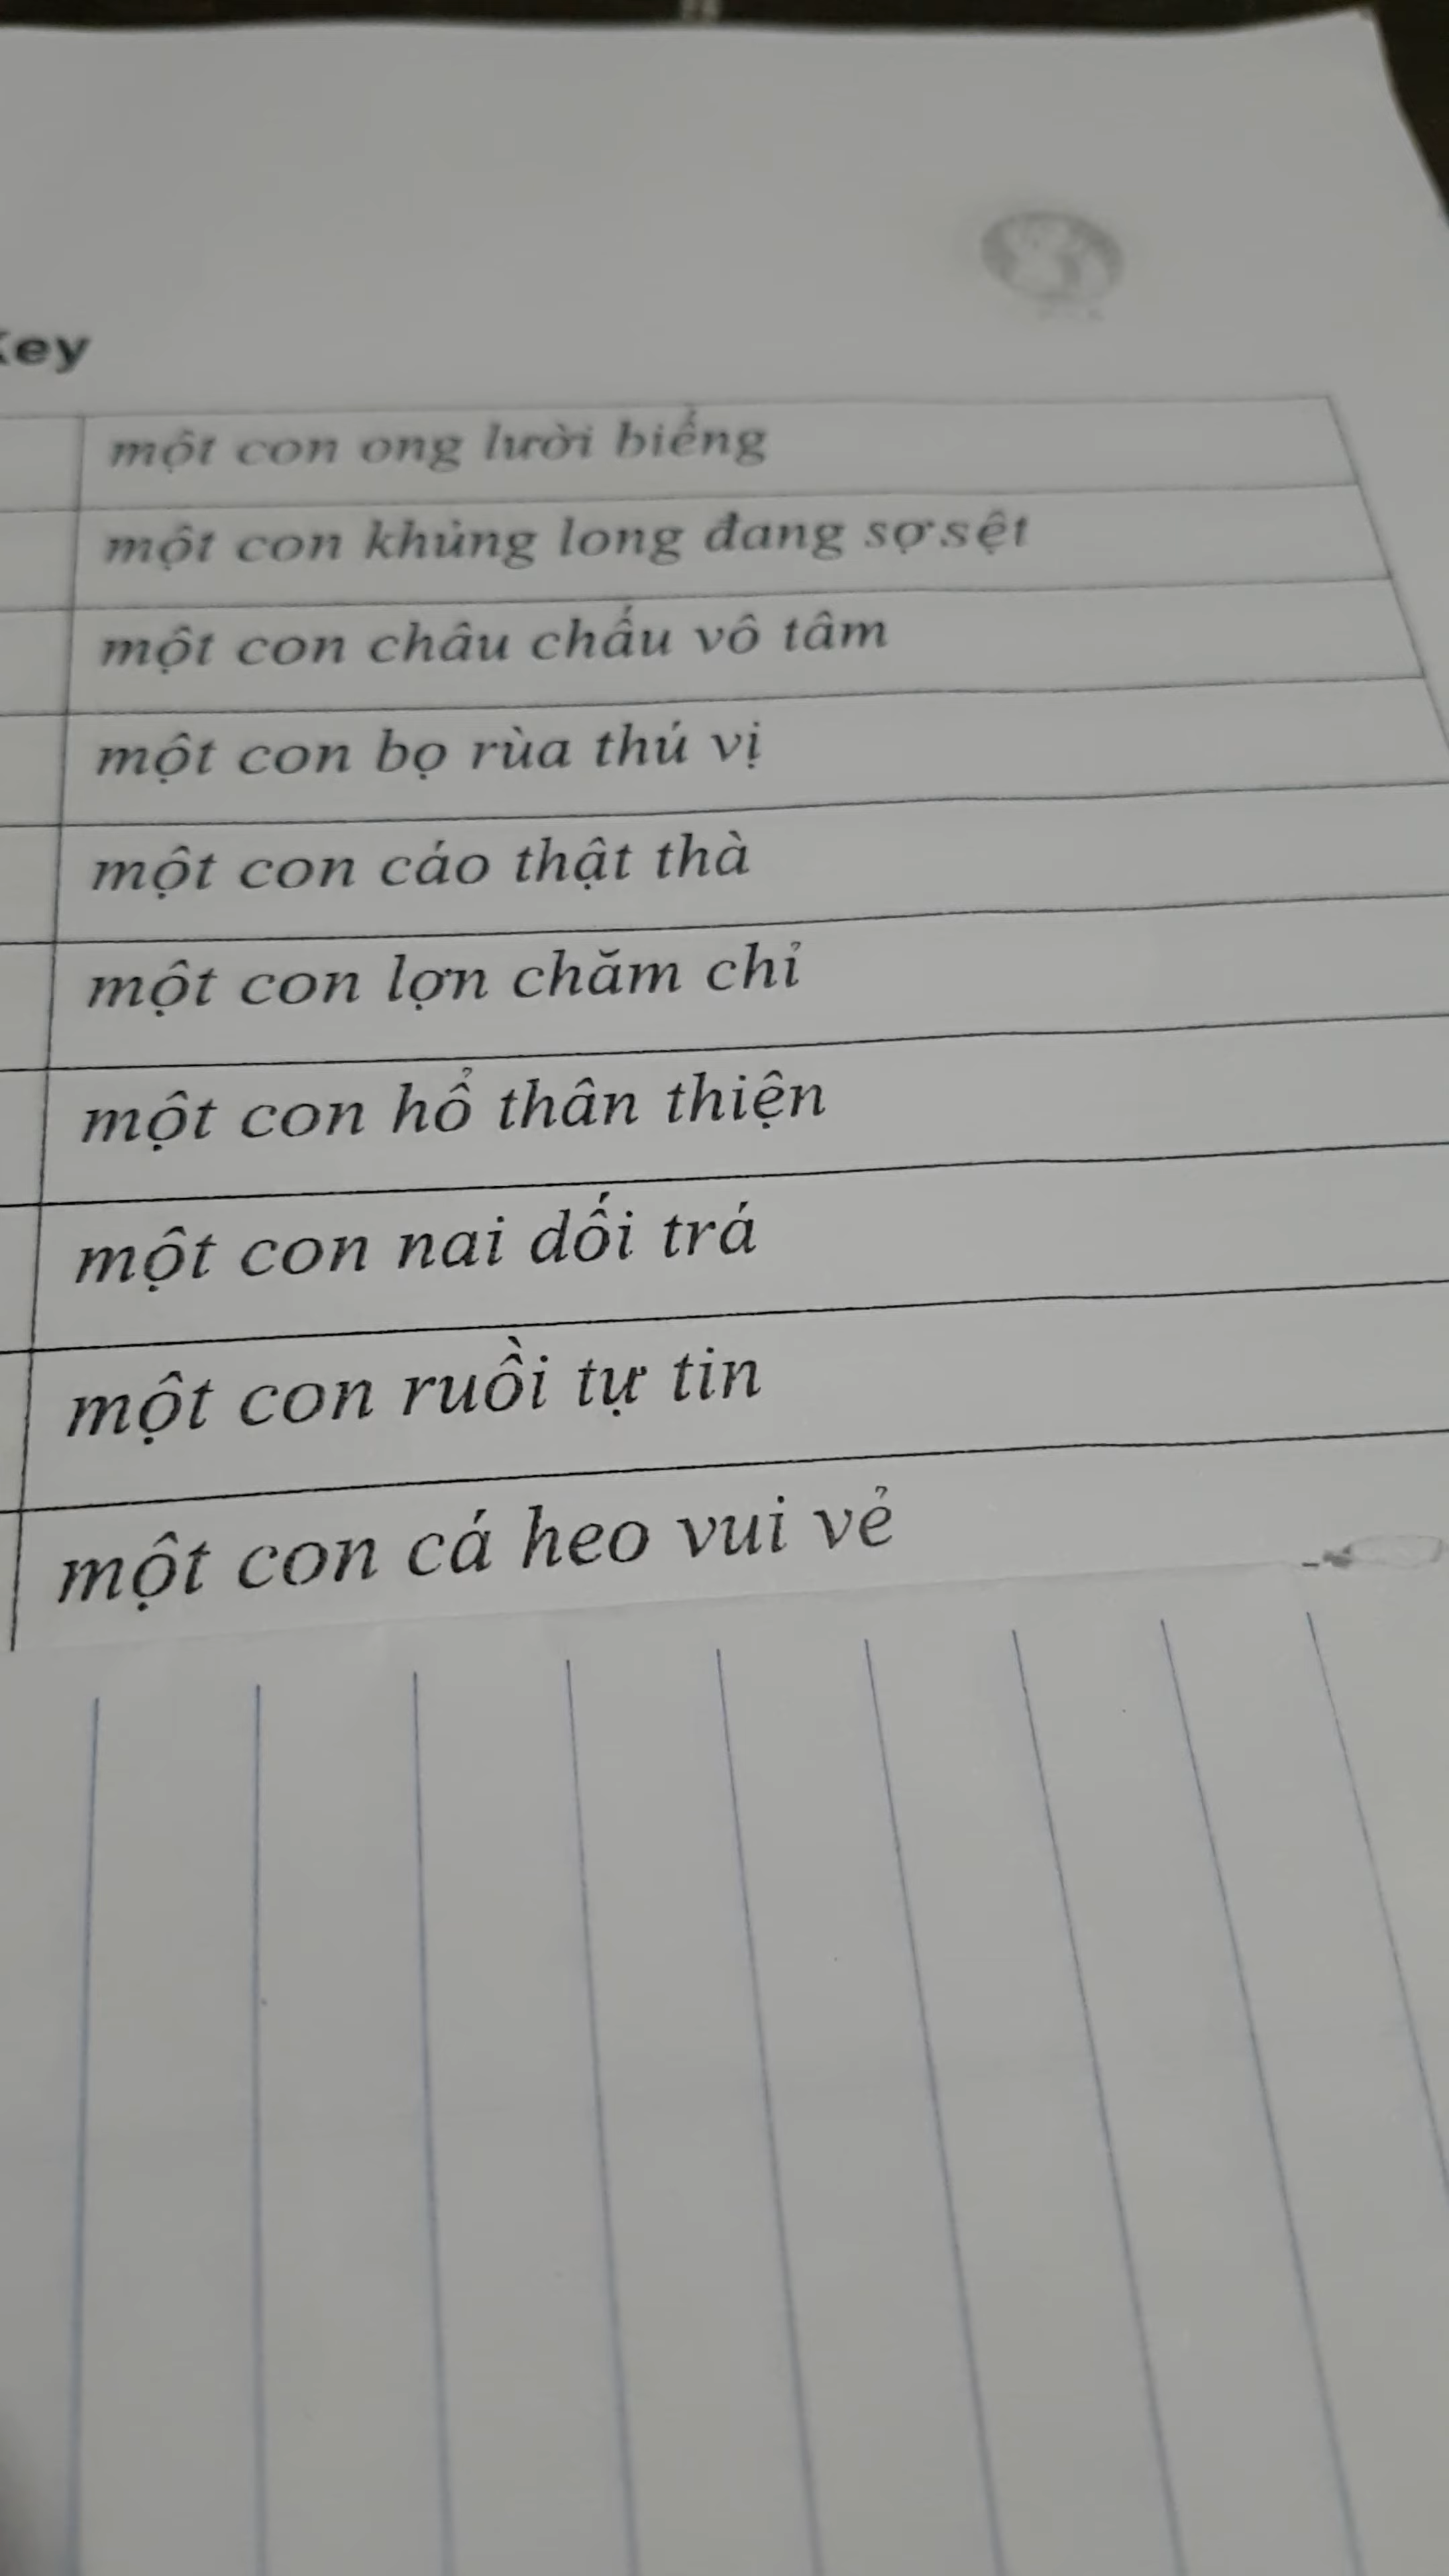 Key
một con ong lười biếng
một con khủng long đang sợ sệt
một con châu chấu vô tâm
một con bọ rùa thú vị
một con cáo thật thà
một con lợn chăm chỉ
một con hổ thân thiện
một con nai dối trá
một con ruồi tự tin
một con cá heo vui vẻ